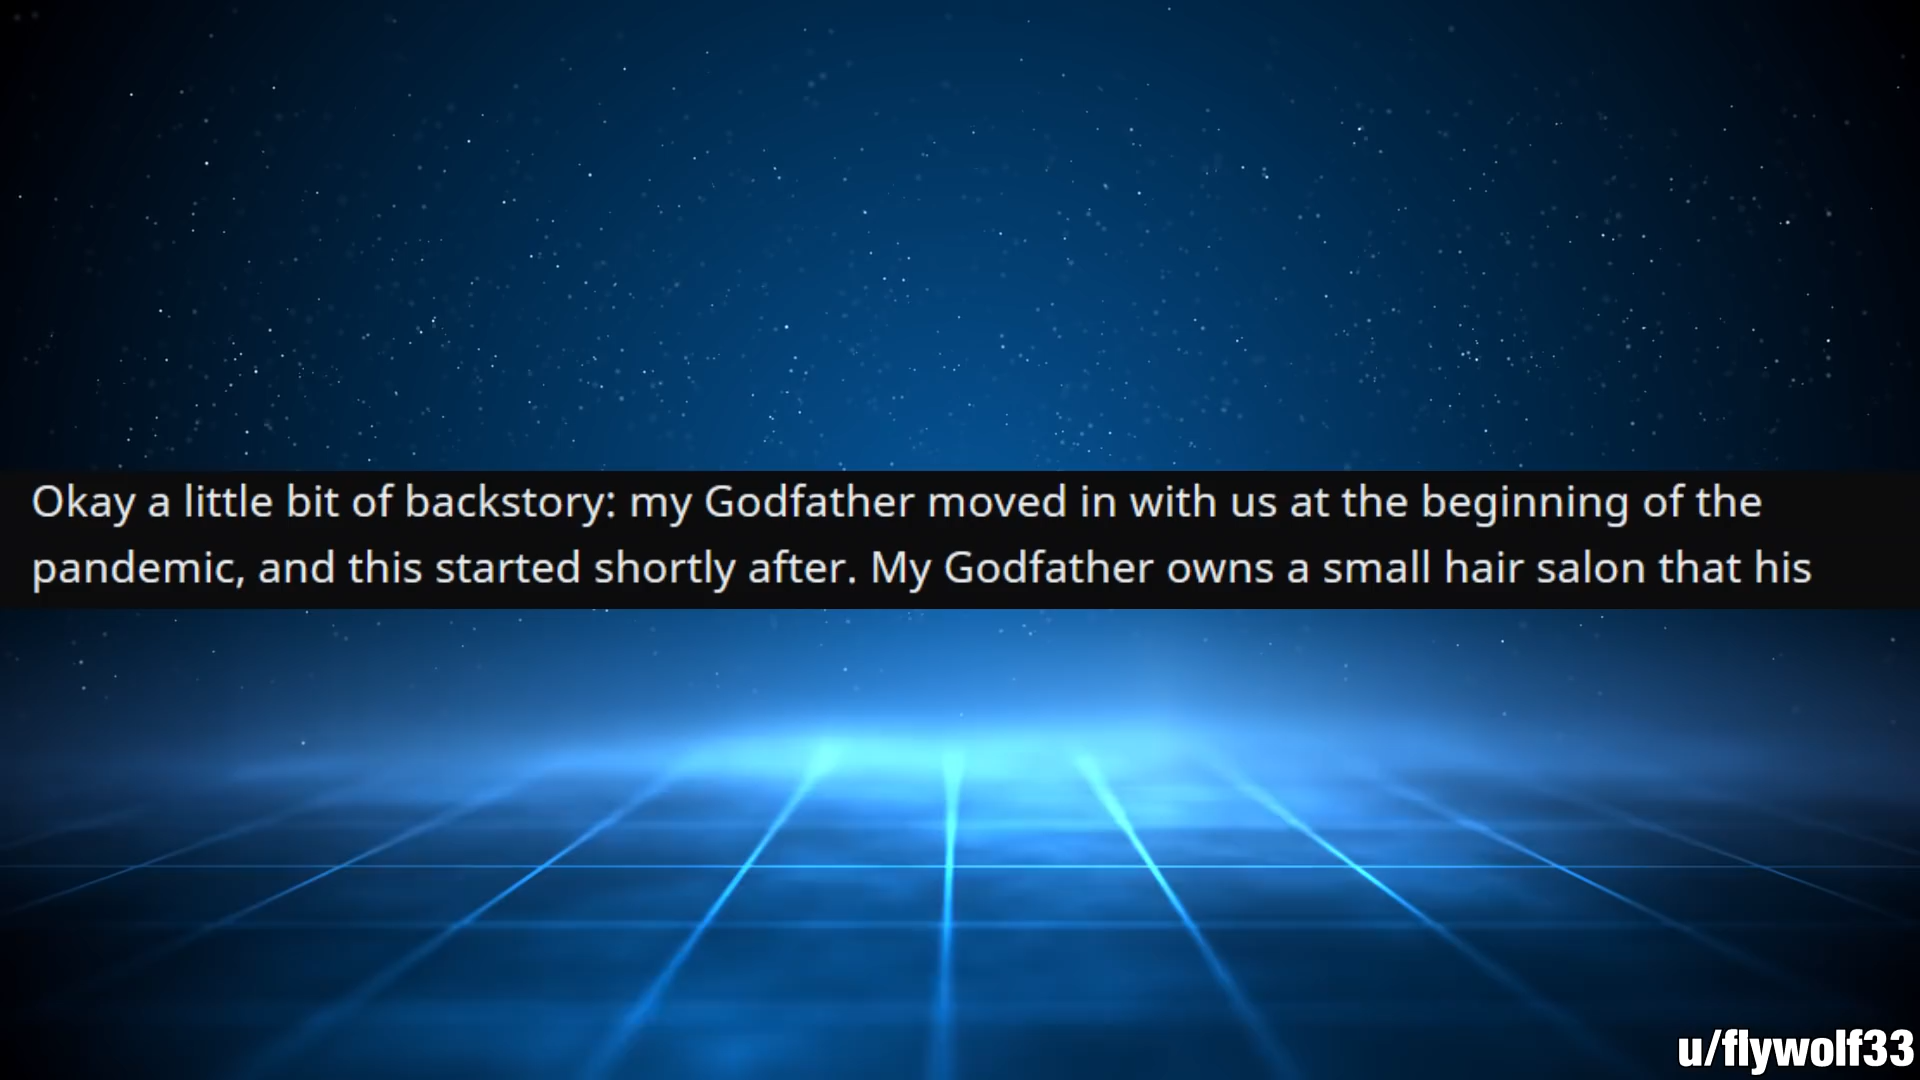 Okay a little bit of backstory: my Godfather moved in with us at the beginning of the
pandemic, and this started shortly after. My Godfather owns a small hair salon that his
u/flywolf33